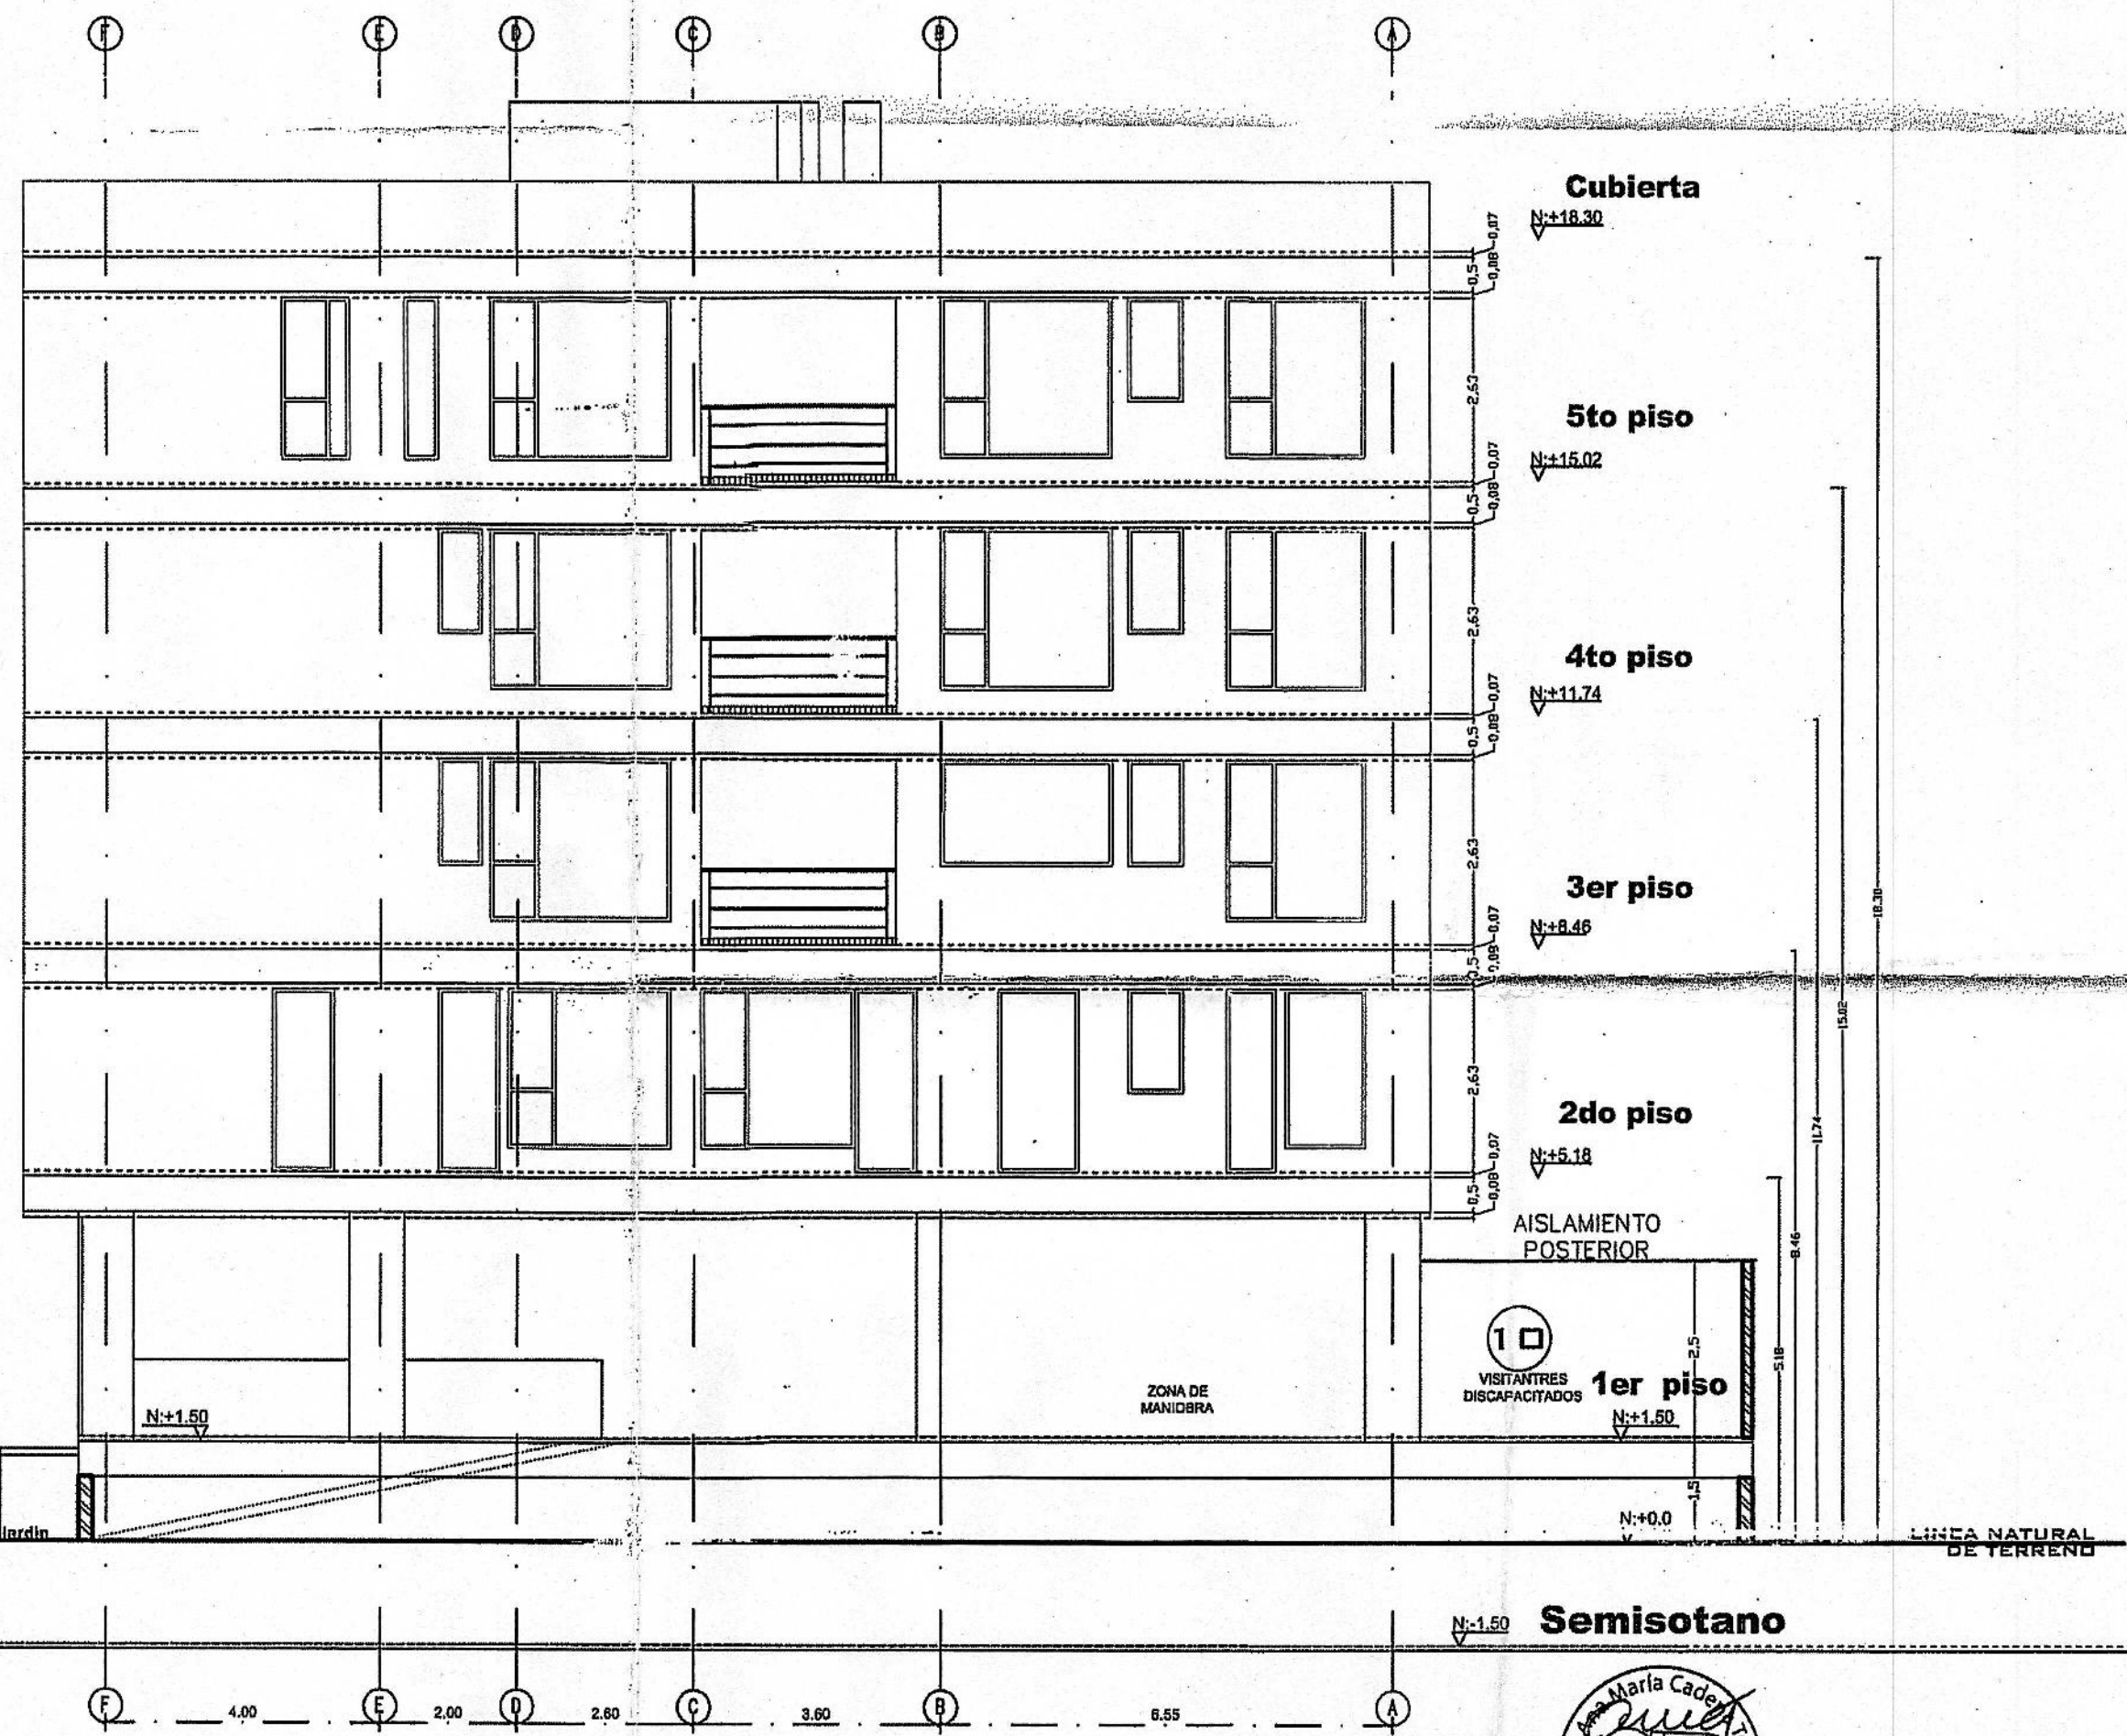 F E D C B A
Cubierta
N:+18.30
0,07
0,5 0,08
2,63
5to piso
N:+15.02
0,07
0,5 0,08
2,63
4to piso
N:+11.74
0,07
0,5 0,08
2,63
3er piso
N:+8.46
0,07
0,5 0,08
2,63
2do piso
N:+5.18
0,07
0,5 0,08
18.30
15.02
11.74
8.46
5.18
AISLAMIENTO
POSTERIOR
1
2,5
VISITANTRES
DISCAPACITADOS
1er piso
N:+1.50
ZONA DE
MANIOBRA
N:+1.50
1,5
N:+0.0
Jardin
LINEA NATURAL
DE TERRENO
N:-1.50
Semisotano
F 4.00 E 2,00 D 2.60 C 3.60 B 6.55 A
Ana María